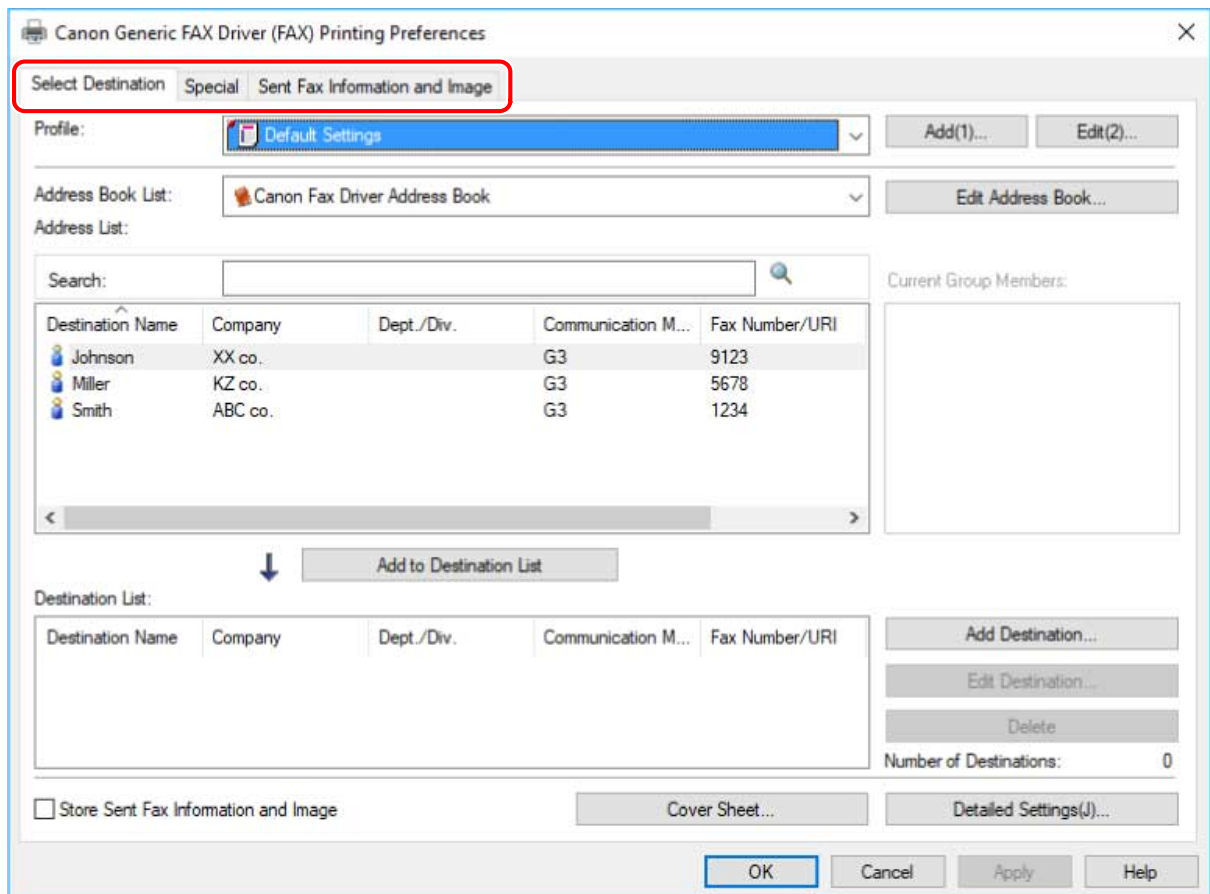 Canon Generic FAX Driver (FAX) Printing Preferences
Select Destination Special Sent Fax Information and Image
Profile: Default Settings Add(1)... Edit(2)...
Address Book List: Canon Fax Driver Address Book Edit Address Book...
Address List:
Search: Current Group Members:
Destination Name Company Dept./Div. Communication M... Fax Number/URI
Johnson XX co. G3 9123
Miller KZ co. G3 5678
Smith ABC co. G3 1234
Add to Destination List
Destination List:
Destination Name Company Dept./Div. Communication M... Fax Number/URI
Add Destination...
Edit Destination...
Delete
Number of Destinations: 0
Store Sent Fax Information and Image Cover Sheet... Detailed Settings(J)...
OK Cancel Apply Help